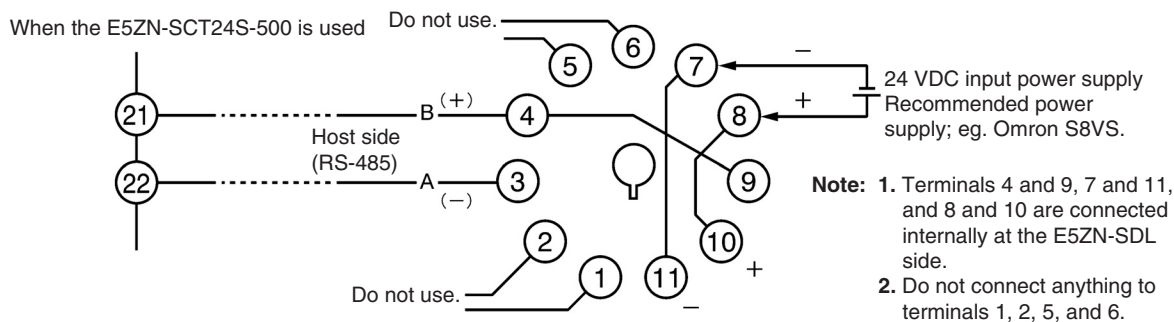 When the E5ZN-SCT24S-500 is used
Do not use.
6
5
7
−
24 VDC input power supply
Recommended power
supply; eg. Omron S8VS.
21
B (+)
4
8
+
Host side
(RS-485)
22
A (−)
3
9
Note: 1. Terminals 4 and 9, 7 and 11,
and 8 and 10 are connected
internally at the E5ZN-SDL
side.
2. Do not connect anything to
terminals 1, 2, 5, and 6.
2
10
+
Do not use.
1
11
−